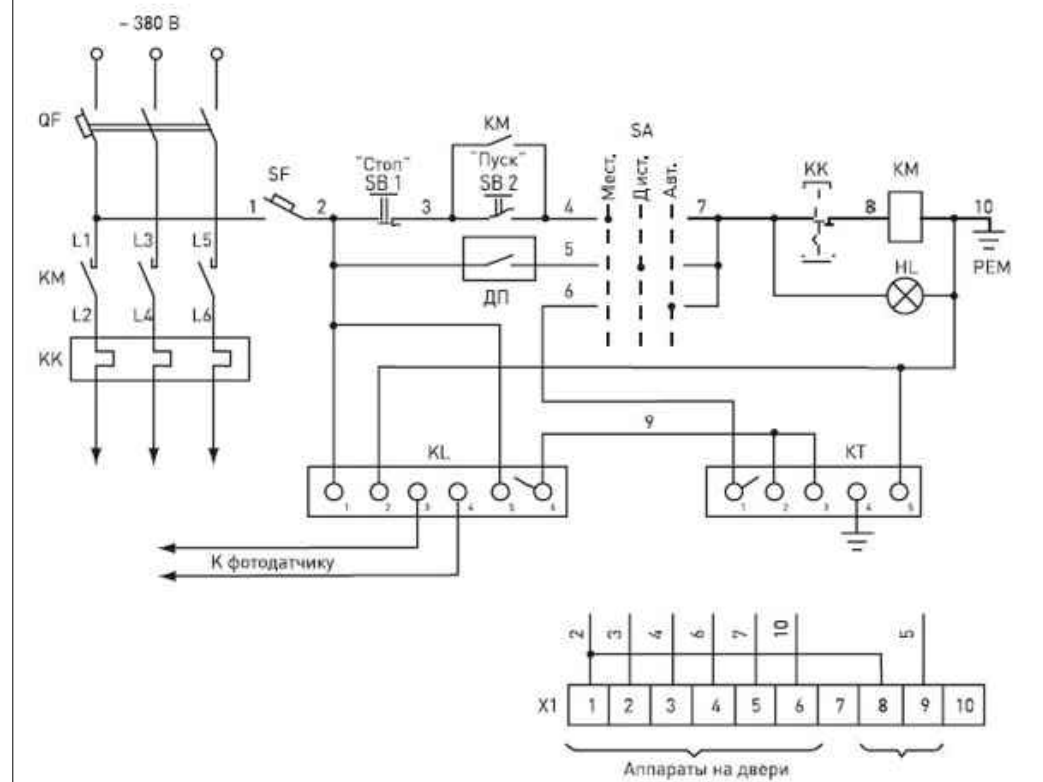 ~ 380 В
QF
SF
1
2
"Стоп"
SB 1
3
KM
"Пуск"
SB 2
4
SA
Мест.
Дист.
Авт.
7
KK
8
KM
10
PEM
HL
5
ДП
6
L1
L3
L5
KM
L2
L4
L6
KK
9
KL
1 2 3 4 5 6
KT
1 2 3 4 5
К фотодатчику
2 3 4 6 7 10 5
X1 1 2 3 4 5 6 7 8 9 10
Аппараты на двери